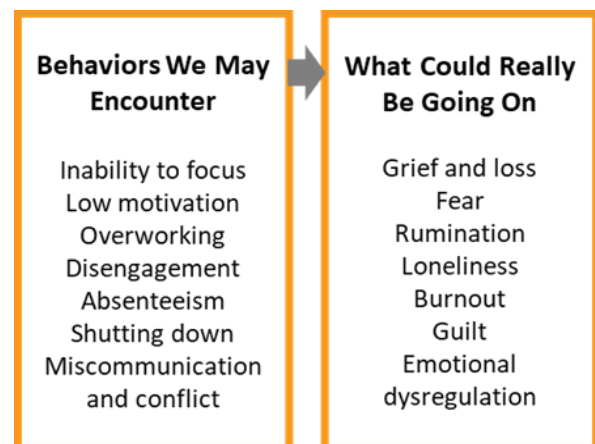 Behaviors We May
Encounter
Inability to focus
Low motivation
Overworking
Disengagement
Absenteeism
Shutting down
Miscommunication
and conflict
What Could Really
Be Going On
Grief and loss
Fear
Rumination
Loneliness
Burnout
Guilt
Emotional
dysregulation